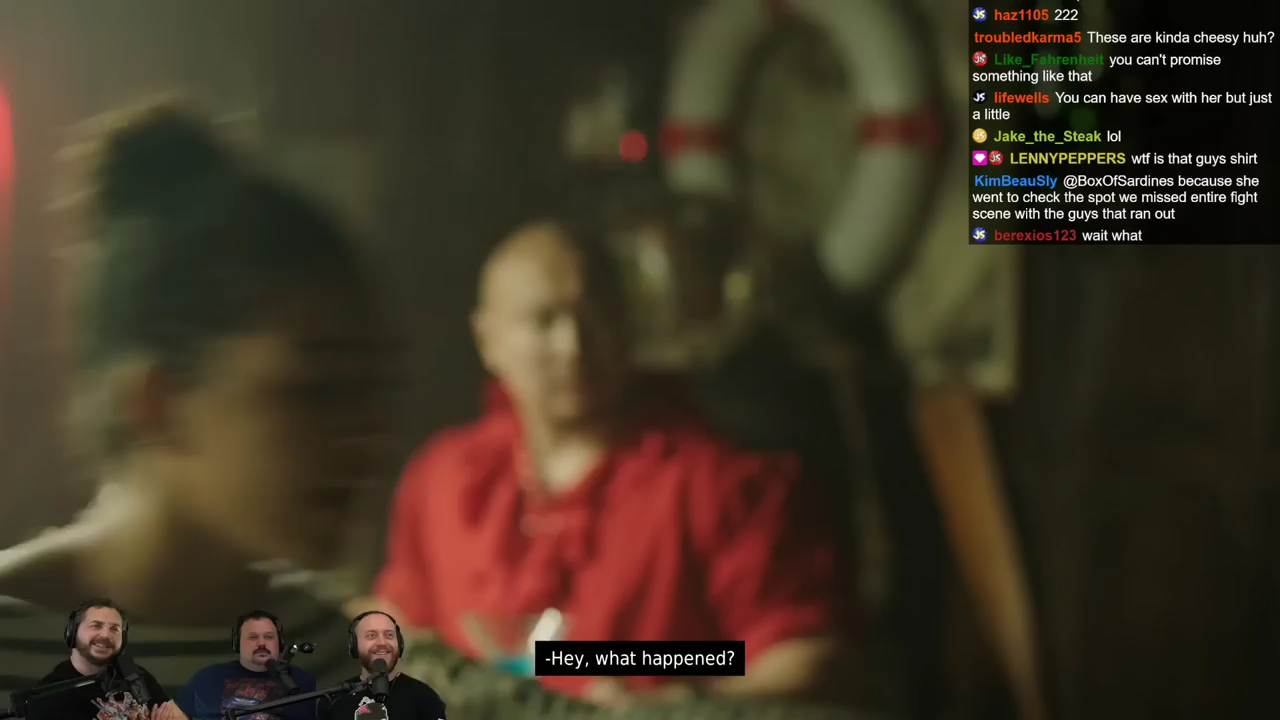 haz1105 222
troubledkarma5 These are kinda cheesy huh?
Like_Fahrenheit you can't promise
something like that
lifewells You can have sex with her but just
a little
Jake_the_Steak lol
LENNYPEPPERS wtf is that guys shirt
KimBeauSly @BoxOfSardines because she
went to check the spot we missed entire fight
scene with the guys that ran out
berexios123 wait what
-Hey, what happened?